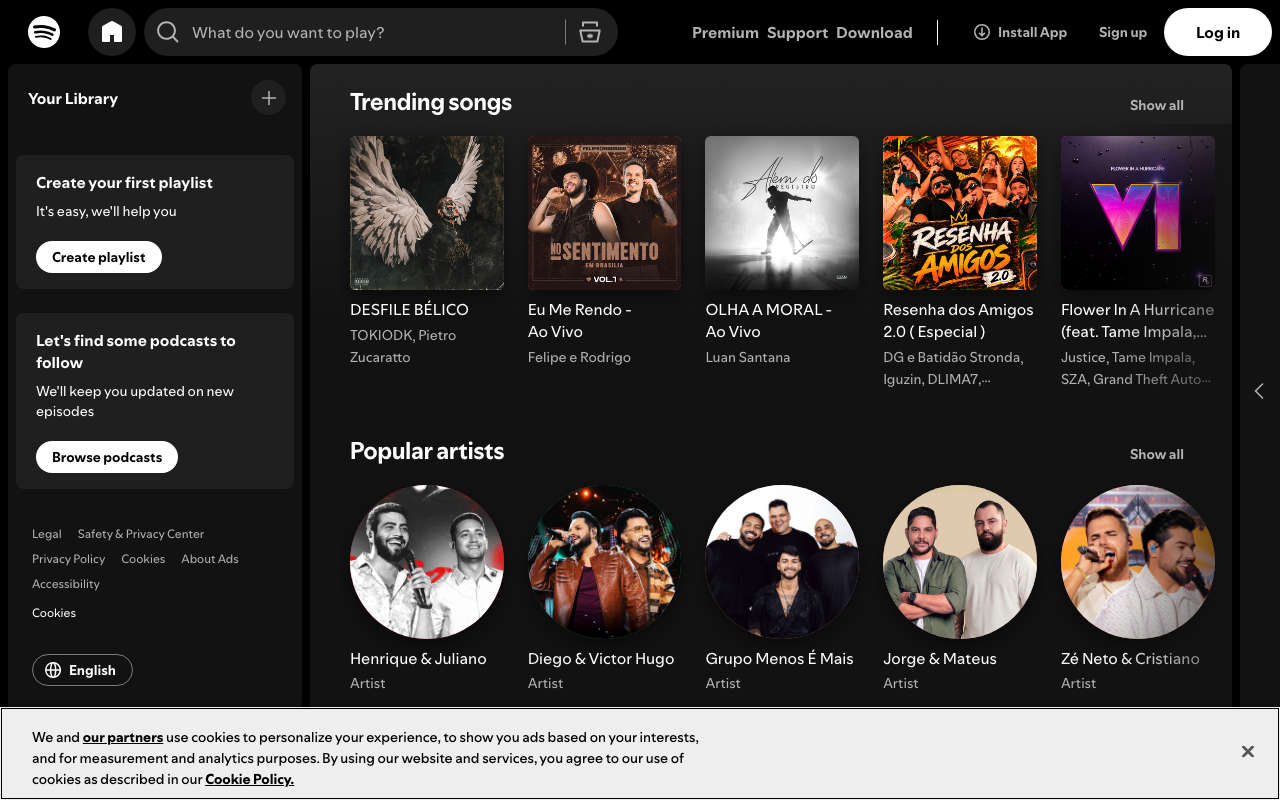 What do you want to play?
Premium Support Download
Install App
Sign up
Log in
Your Library
Create your first playlist
It's easy, we'll help you
Create playlist
Let's find some podcasts to
follow
We'll keep you updated on new
episodes
Browse podcasts
Legal Safety & Privacy Center
Privacy Policy Cookies About Ads
Accessibility
Cookies
English
Trending songs
Show all
NO SENTIMENTO
EM BRASILIA
VOL.1
Além do
REGISTRO
LUAN
RESENHA
DOS
AMIGOS
2.0
FLOWER IN A HURRICANE
VI
DESFILE BÉLICO
TOKIODK, Pietro
Zucaratto
Eu Me Rendo -
Ao Vivo
Felipe e Rodrigo
OLHA A MORAL -
Ao Vivo
Luan Santana
Resenha dos Amigos
2.0 ( Especial )
DG e Batidão Stronda,
Iguzin, DLIMA7,...
Flower In A Hurricane
(feat. Tame Impala,...
Justice, Tame Impala,
SZA, Grand Theft Auto...
Popular artists
Show all
Henrique & Juliano
Artist
Diego & Victor Hugo
Artist
Grupo Menos É Mais
Artist
Jorge & Mateus
Artist
Zé Neto & Cristiano
Artist
We and our partners use cookies to personalize your experience, to show you ads based on your interests,
and for measurement and analytics purposes. By using our website and services, you agree to our use of
cookies as described in our Cookie Policy.